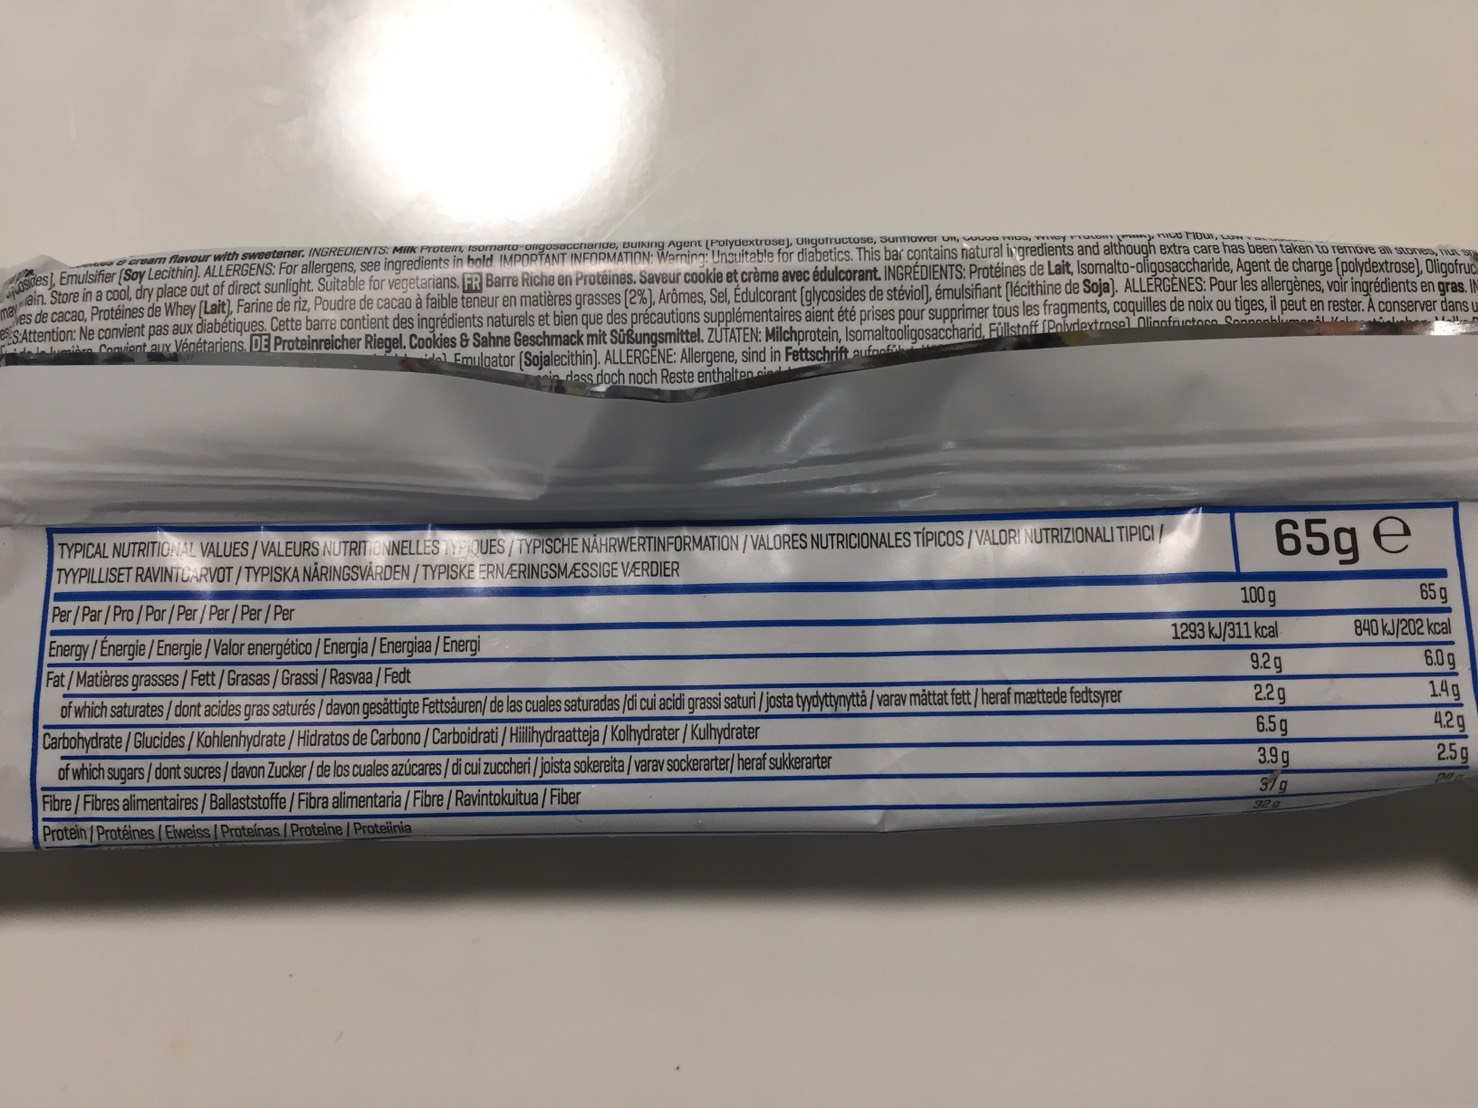 & cream flavour with sweetener. INGREDIENTS: Milk Protein, Isomalto-oligosaccharide, Bulking Agent (Polydextrose), Oligofructose, Sunflower Oil,
Emulsifier (Soy Lecithin). ALLERGENS: For allergens, see ingredients in bold. IMPORTANT INFORMATION: Warning: Unsuitable for diabetics. This bar contains natural ingredients and although extra care has been taken to remove all stones, nut
Store in a cool, dry place out of direct sunlight. Suitable for vegetarians. FR Barre Riche en Protéines. Saveur cookie et crème avec édulcorant. INGRÉDIENTS: Protéines de Lait, Isomalto-oligosaccharide, Agent de charge (polydextrose), Oligofruc
de cacao, Protéines de Whey (Lait), Farine de riz, Poudre de cacao à faible teneur en matières grasses (2%), Arômes, Sel, Édulcorant (glycosides de stéviol), émulsifiant (lécithine de Soja). ALLERGÈNES: Pour les allergènes, voir ingrédients en gras.
Attention: Ne convient pas aux diabétiques. Cette barre contient des ingrédients naturels et bien que des précautions supplémentaires aient été prises pour supprimer tous les fragments, coquilles de noix ou tiges, il peut en rester. À conserver dans
Convient aux Végétariens. DE Proteinreicher Riegel. Cookies & Sahne Geschmack mit Süßungsmittel. ZUTATEN: Milchprotein, Isomaltooligosaccharid, Füllstoff (Polydextrose), Oligofructose,
Emulgator (Sojalecithin). ALLERGENE: Allergene, sind in Fettschrift
dass doch noch Reste enthalten
TYPICAL NUTRITIONAL VALUES / VALEURS NUTRITIONNELLES TYPIQUES / TYPISCHE NÄHRWERTINFORMATION / VALORES NUTRICIONALES TÍPICOS / VALORI NUTRIZIONALI TIPICI /
TYYPILLISET RAVINTOARVOT / TYPISKA NÄRINGSVÄRDEN / TYPISKE ERNÆRINGSMÆSSIGE VÆRDIER
65g ℮
Per / Par / Pro / Por / Per / Per / Per / Per 100 g 65 g
Energy / Énergie / Energie / Valor energético / Energia / Energiaa / Energi 1293 kJ/311 kcal 840 kJ/202 kcal
Fat / Matières grasses / Fett / Grasas / Grassi / Rasvaa / Fedt 9.2 g 6.0 g
of which saturates / dont acides gras saturés / davon gesättigte Fettsäuren/ de las cuales saturadas /di cui acidi grassi saturi / josta tyydyttynyttä / varav mättat fett / heraf mættede fedtsyrer 2.2 g 1.4 g
Carbohydrate / Glucides / Kohlenhydrate / Hidratos de Carbono / Carboidrati / Hiilihydraatteja / Kolhydrater / Kulhydrater 6.5 g 4.2 g
of which sugars / dont sucres / davon Zucker / de los cuales azúcares / di cui zuccheri / joista sokereita / varav sockerarter/ heraf sukkerarter 3.9 g 2.5 g
Fibre / Fibres alimentaires / Ballaststoffe / Fibra alimentaria / Fibre / Ravintokuitua / Fiber 37 g
Protein / Protéines / Eiweiss / Proteínas / Proteine / Proteiinia 32 g